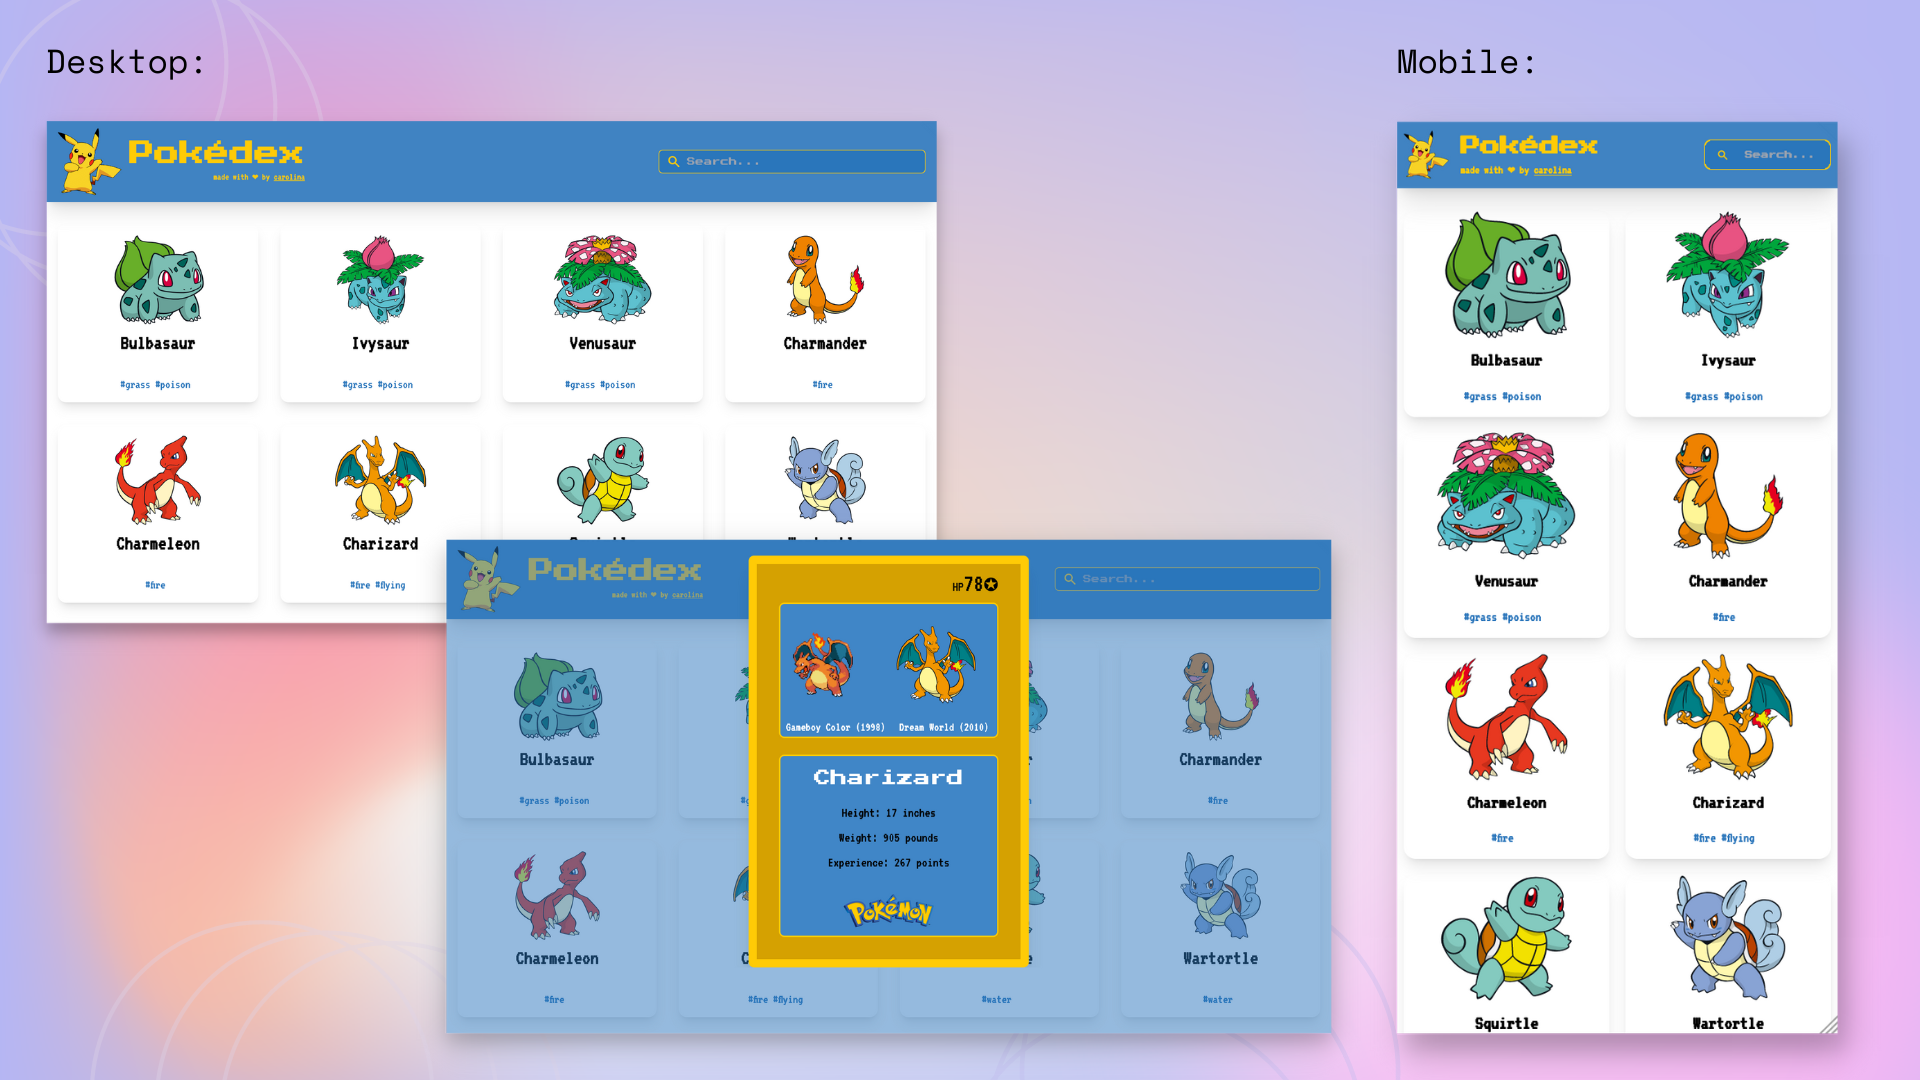 Desktop:
Mobile:
Pokédex
made with ❤ by carolina
Search...
Bulbasaur
Ivysaur
Venusaur
Charmander
#grass #poison
#grass #poison
#grass #poison
#fire
Charmeleon
Charizard
#fire
#fire #flying
Pokédex
made with ❤ by carolina
Search...
Bulbasaur
Charmander
#grass #poison
#fire
Charmeleon
Wartortle
#fire
#fire #flying
#water
#water
HP78
Gameboy Color (1998)
Dream World (2010)
Charizard
Height: 17 inches
Weight: 905 pounds
Experience: 267 points
POKéMON
Pokédex
made with ❤ by carolina
Search...
Bulbasaur
Ivysaur
#grass #poison
#grass #poison
Venusaur
Charmander
#grass #poison
#fire
Charmeleon
Charizard
#fire
#fire #flying
Squirtle
Wartortle